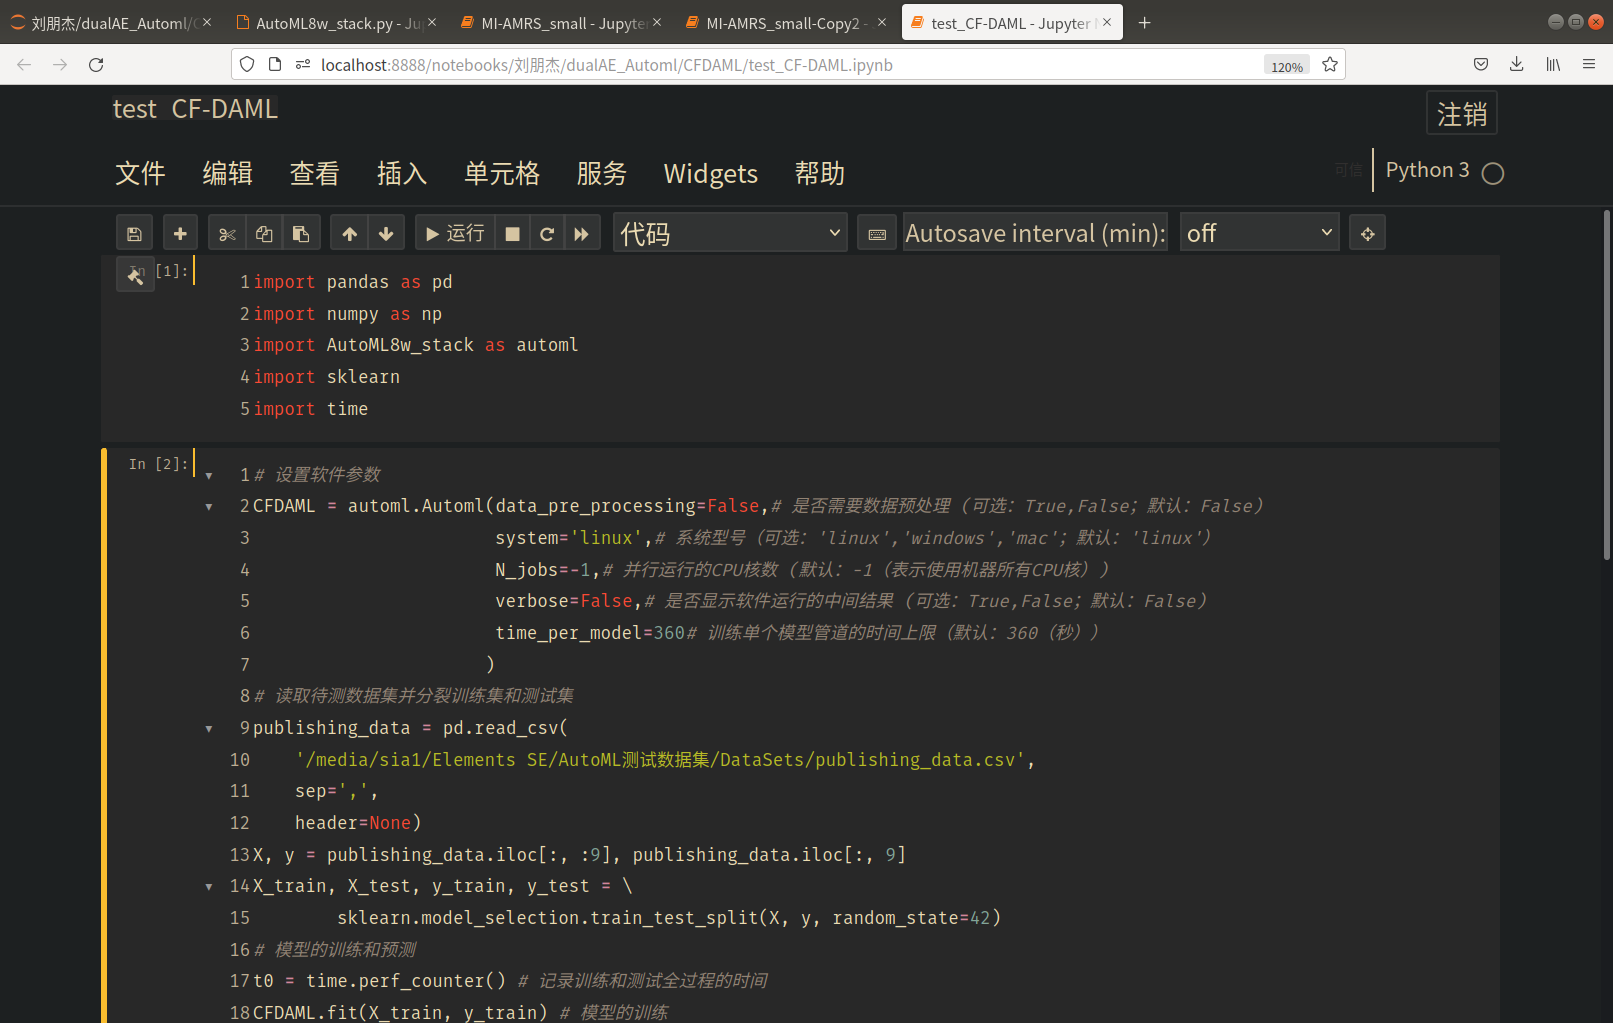 刘朋杰/dualAE_Automl/C
AutoML8w_stack.py - Ju
MI-AMRS_small - Jupyter
MI-AMRS_small-Copy2 -
test_CF-DAML - Jupyter
localhost:8888/notebooks/刘朋杰/dualAE_Automl/CFDAML/test_CF-DAML.ipynb
120%
test_CF-DAML
注销
文件 编辑 查看 插入 单元格 服务 Widgets 帮助
可信
Python 3
运行
代码
Autosave interval (min):
off
In [1]:
1 import pandas as pd
2 import numpy as np
3 import AutoML8w_stack as automl
4 import sklearn
5 import time
In [2]:
1 # 设置软件参数
2 CFDAML = automl.Automl(data_pre_processing=False,# 是否需要数据预处理 (可选: True,False; 默认: False)
3 system='linux',# 系统型号 (可选: 'linux','windows','mac'; 默认: 'linux')
4 N_jobs=-1,# 并行运行的CPU核数 (默认: -1 (表示使用机器所有CPU核) )
5 verbose=False,# 是否显示软件运行的中间结果 (可选: True,False; 默认: False)
6 time_per_model=360# 训练单个模型管道的时间上限 (默认: 360 (秒) )
7 )
8 # 读取待测数据集并分裂训练集和测试集
9 publishing_data = pd.read_csv(
10 '/media/sia1/Elements SE/AutoML测试数据集/DataSets/publishing_data.csv',
11 sep=',',
12 header=None)
13 X, y = publishing_data.iloc[:, :9], publishing_data.iloc[:, 9]
14 X_train, X_test, y_train, y_test = \
15 sklearn.model_selection.train_test_split(X, y, random_state=42)
16 # 模型的训练和预测
17 t0 = time.perf_counter() # 记录训练和测试全过程的时间
18 CFDAML.fit(X_train, y_train) # 模型的训练